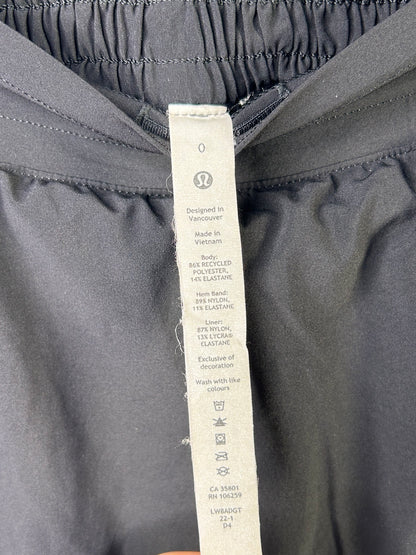 0
Designed in
Vancouver
Made in
Vietnam
Body:
86% RECYCLED
POLYESTER,
14% ELASTANE
Hem Band:
89% NYLON,
11% ELASTANE
Liner:
87% NYLON,
13% LYCRA®
ELASTANE
Exclusive of
decoration
Wash with like
colours
CA 35801
RN 106259
LW8ADGT
22-1
D4